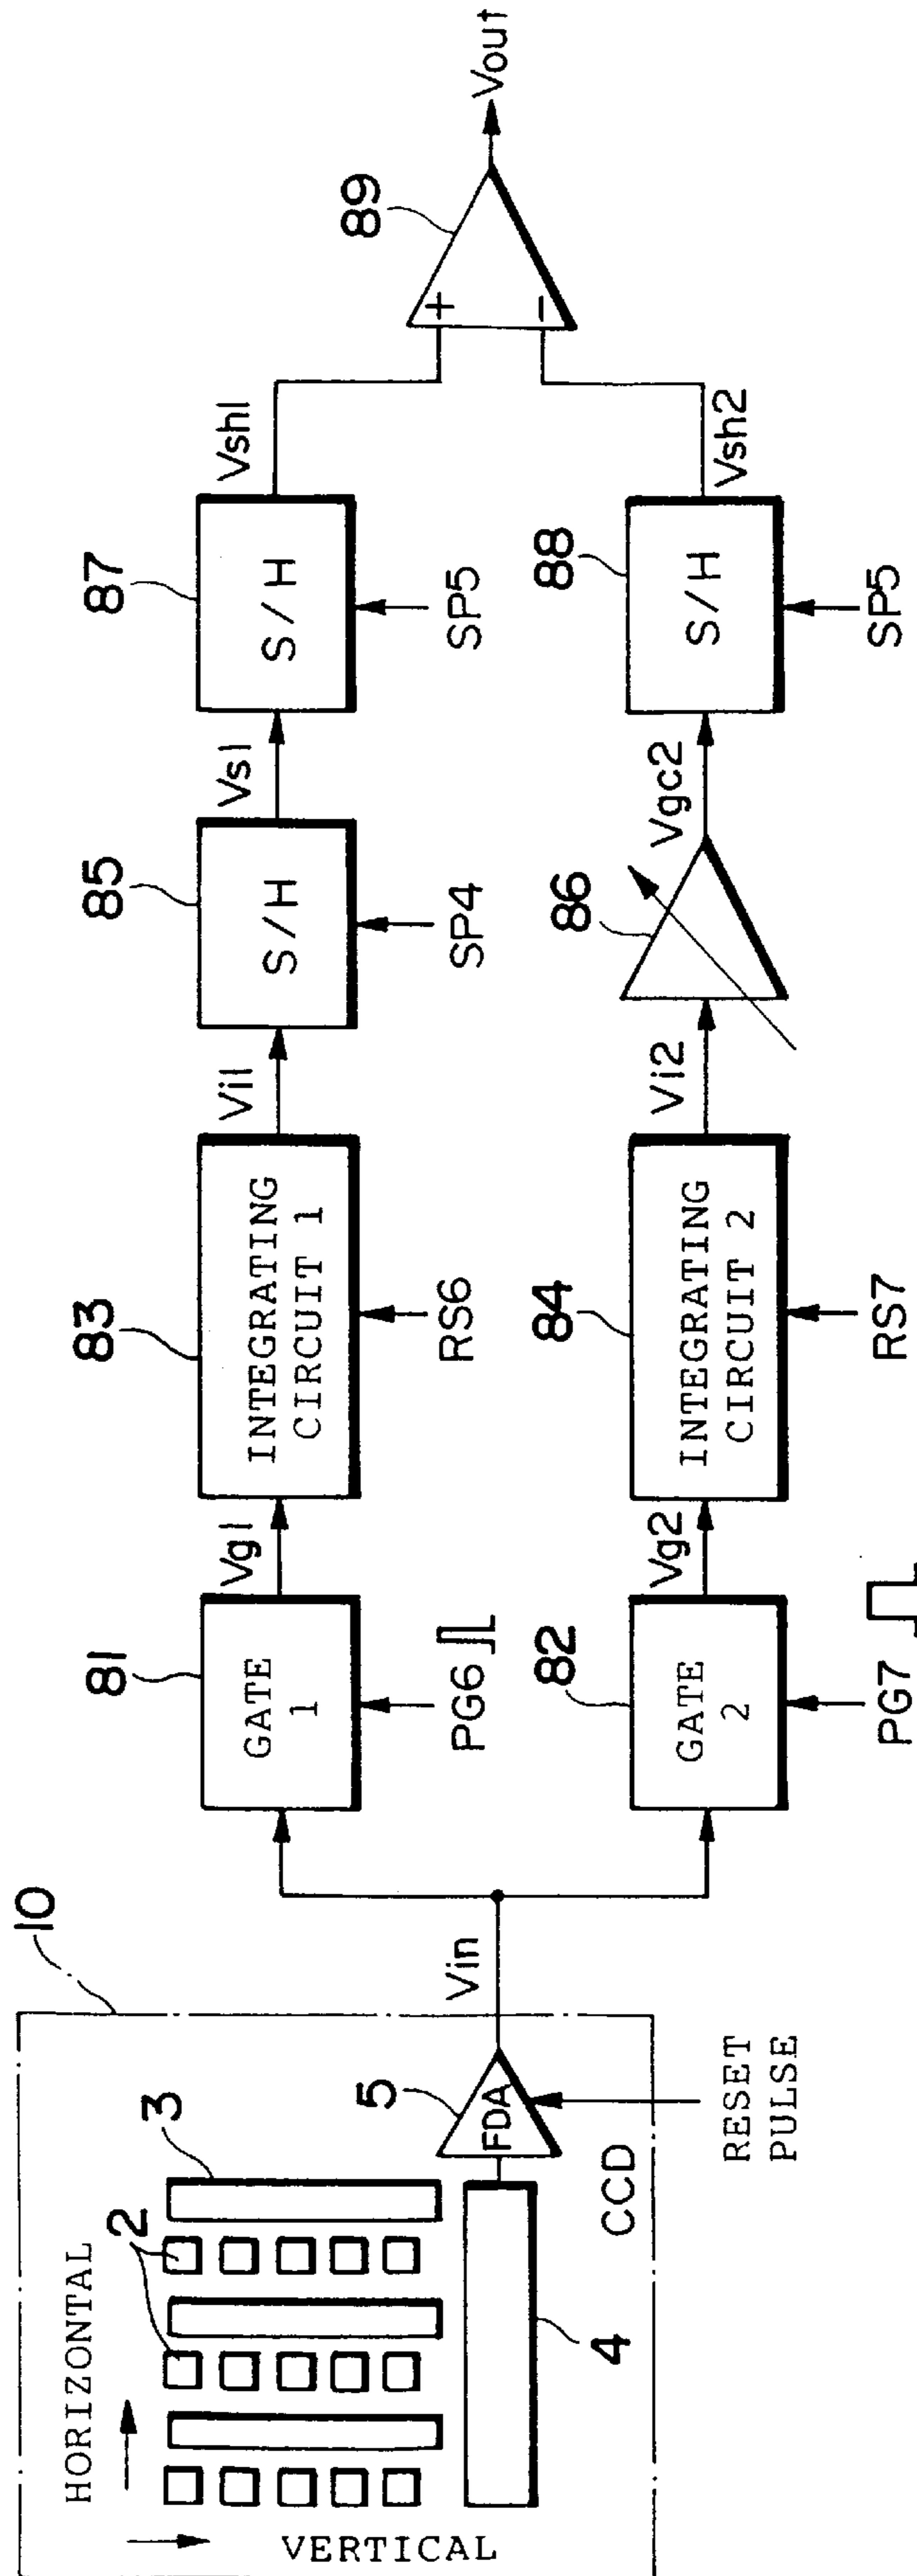 10
HORIZONTAL
VERTICAL
2
3
4
5
FDA
CCD
RESET
PULSE
Vin
81
GATE
1
PG6
Vg1
83
INTEGRATING
CIRCUIT 1
RS6
Vi1
85
S/H
SP4
Vs1
87
S/H
SP5
Vsh1
82
GATE
2
PG7
Vg2
84
INTEGRATING
CIRCUIT 2
RS7
Vi2
86
Vgc2
88
S/H
SP5
Vsh2
89
+
−
Vout